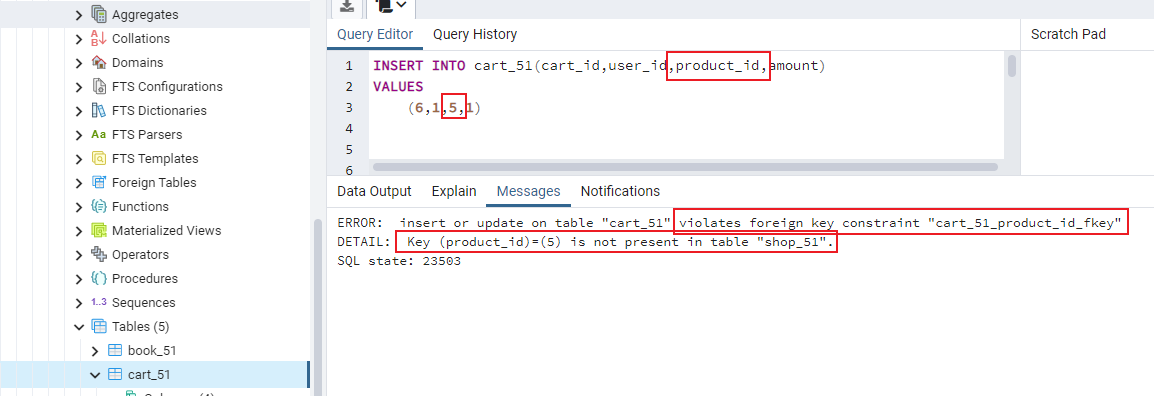 Aggregates
Collations
Domains
FTS Configurations
FTS Dictionaries
FTS Parsers
FTS Templates
Foreign Tables
Functions
Materialized Views
Operators
Procedures
1..3 Sequences
Tables (5)
book_51
cart_51
Query Editor Query History
1 INSERT INTO cart_51(cart_id,user_id,product_id,amount)
2 VALUES
3 (6,1,5,1)
4
5
6
Scratch Pad
Data Output Explain Messages Notifications
ERROR: insert or update on table "cart_51" violates foreign key constraint "cart_51_product_id_fkey"
DETAIL: Key (product_id)=(5) is not present in table "shop_51".
SQL state: 23503